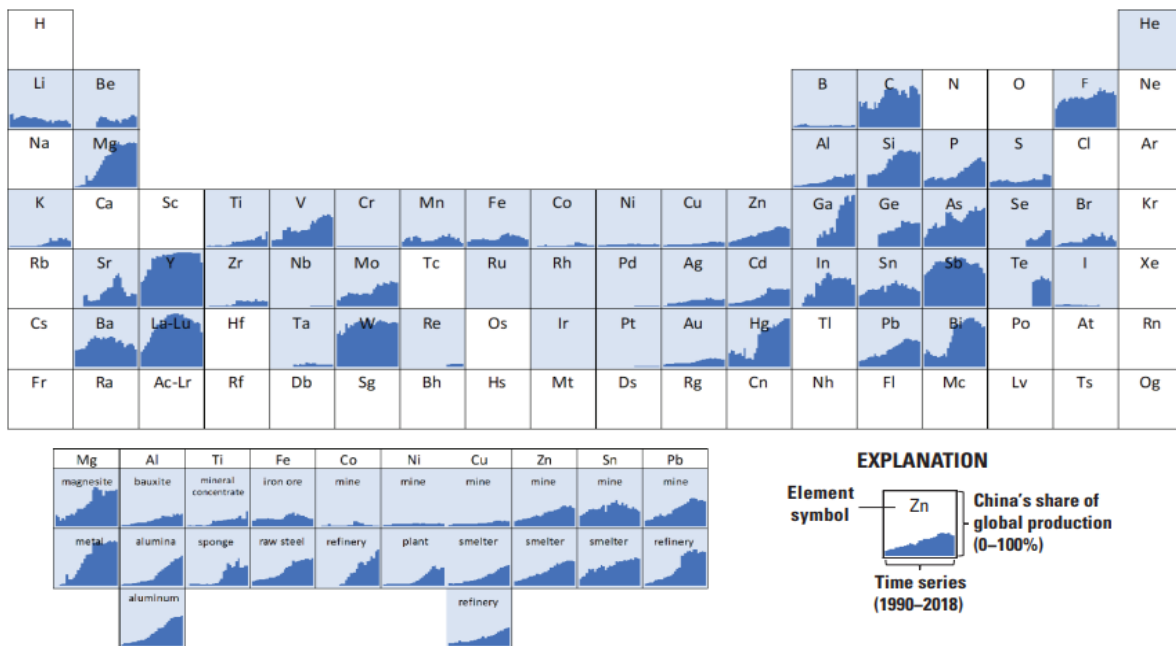 H He
Li Be B C N O F Ne
Na Mg Al Si P S Cl Ar
K Ca Sc Ti V Cr Mn Fe Co Ni Cu Zn Ga Ge As Se Br Kr
Rb Sr Y Zr Nb Mo Tc Ru Rh Pd Ag Cd In Sn Sb Te I Xe
Cs Ba La-Lu Hf Ta W Re Os Ir Pt Au Hg Tl Pb Bi Po At Rn
Fr Ra Ac-Lr Rf Db Sg Bh Hs Mt Ds Rg Cn Nh Fl Mc Lv Ts Og
Mg Al Ti Fe Co Ni Cu Zn Sn Pb
magnesite bauxite mineral concentrate iron ore mine mine mine mine mine mine
metal alumina sponge raw steel refinery plant smelter smelter smelter refinery
aluminum refinery
EXPLANATION
Element
symbol
Zn
China's share of
global production
(0–100%)
Time series
(1990–2018)